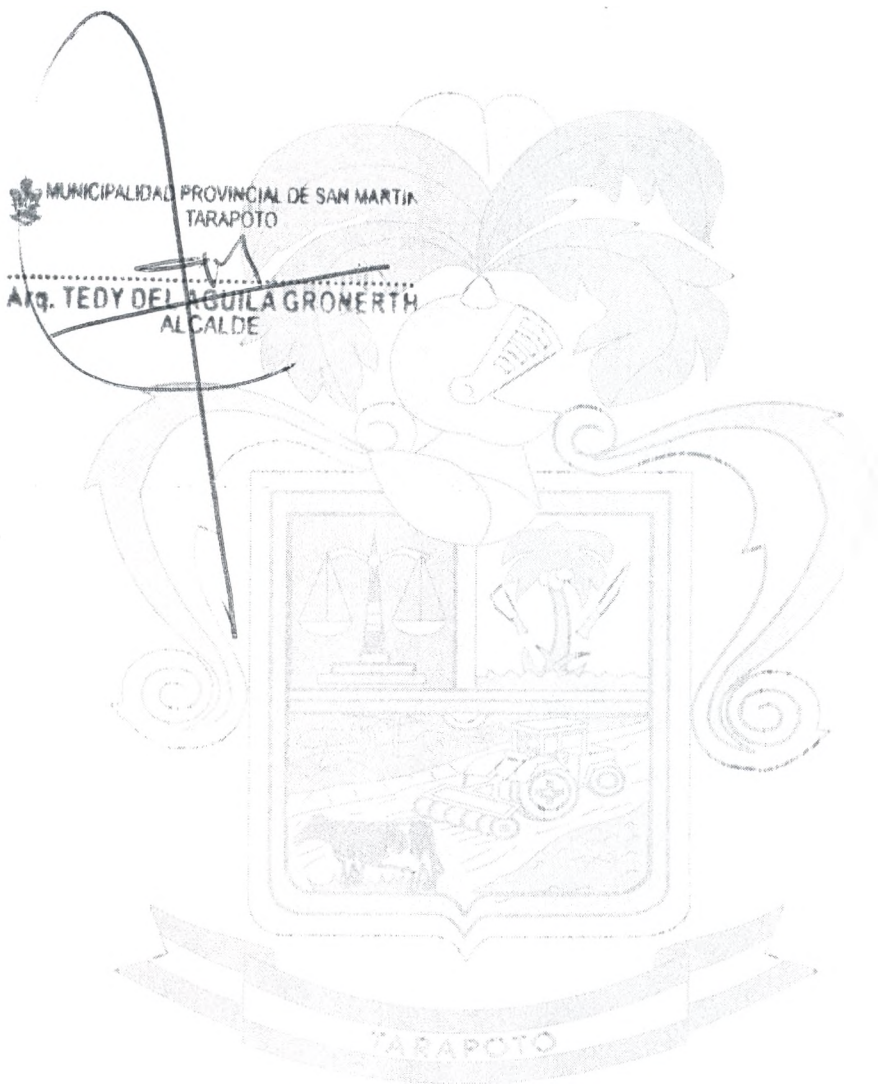 MUNICIPALIDAD PROVINCIAL DE SAN MARTIN
TARAPOTO
Arq. TEDY DEL AGUILA GRONERTH
ALCALDE
TARAPOTO